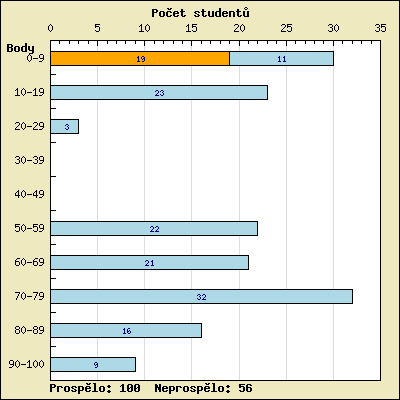 Počet studentů
0 5 10 15 20 25 30 35
Body
0-9 19 11
10-19 23
20-29 3
30-39
40-49
50-59 22
60-69 21
70-79 32
80-89 16
90-100 9
Prospělo: 100 Neprospělo: 56